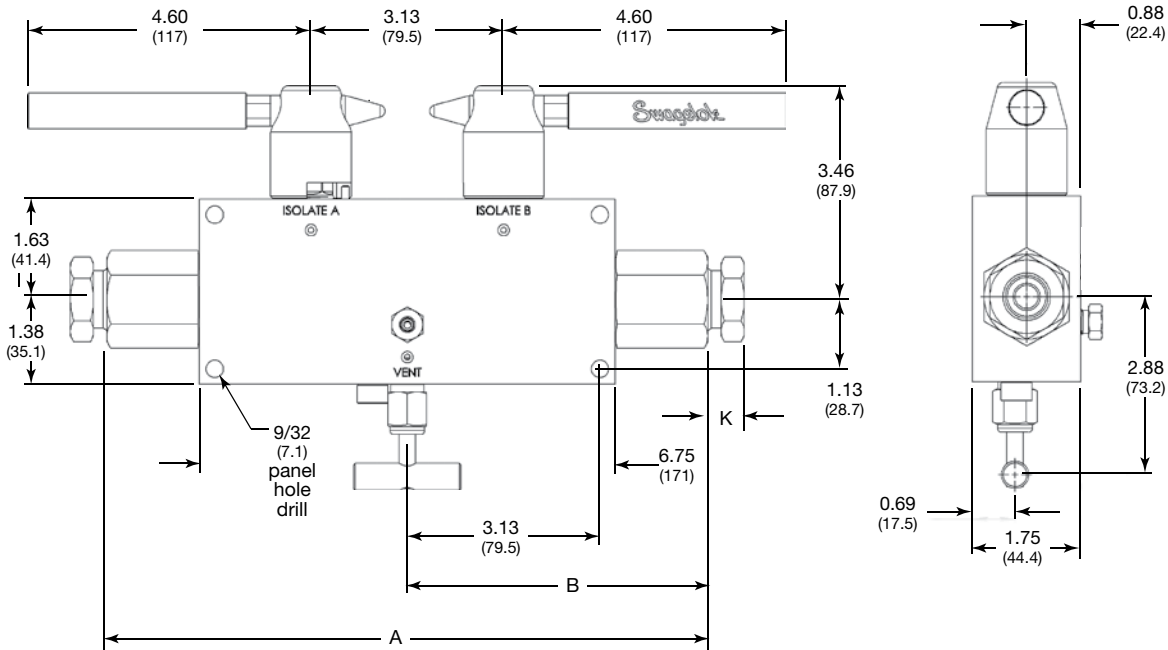 4.60
(117)
3.13
(79.5)
4.60
(117)
0.88
(22.4)
Swagelok
3.46
(87.9)
ISOLATE A
ISOLATE B
1.63
(41.4)
1.38
(35.1)
VENT
2.88
(73.2)
1.13
(28.7)
K
9/32
(7.1)
panel
hole
drill
6.75
(171)
0.69
(17.5)
3.13
(79.5)
1.75
(44.4)
B
A